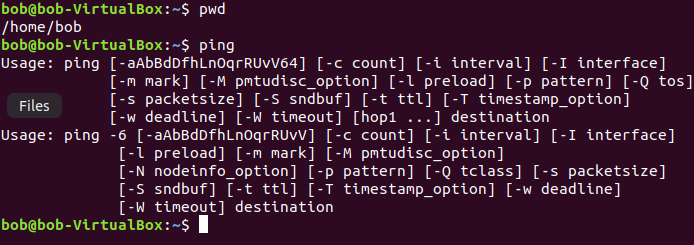 bob@bob-VirtualBox:~$ pwd
/home/bob
bob@bob-VirtualBox:~$ ping
Usage: ping [-aAbBdDfhLnOqrRUvV64] [-c count] [-i interval] [-I interface]
[-m mark] [-M pmtudisc_option] [-l preload] [-p pattern] [-Q tos]
[-s packetsize] [-S sndbuf] [-t ttl] [-T timestamp_option]
[-w deadline] [-W timeout] [hop1 ...] destination
Files
Usage: ping -6 [-aAbBdDfhLnOqrRUvV] [-c count] [-i interval] [-I interface]
[-l preload] [-m mark] [-M pmtudisc_option]
[-N nodeinfo_option] [-p pattern] [-Q tclass] [-s packetsize]
[-S sndbuf] [-t ttl] [-T timestamp_option] [-w deadline]
[-W timeout] destination
bob@bob-VirtualBox:~$